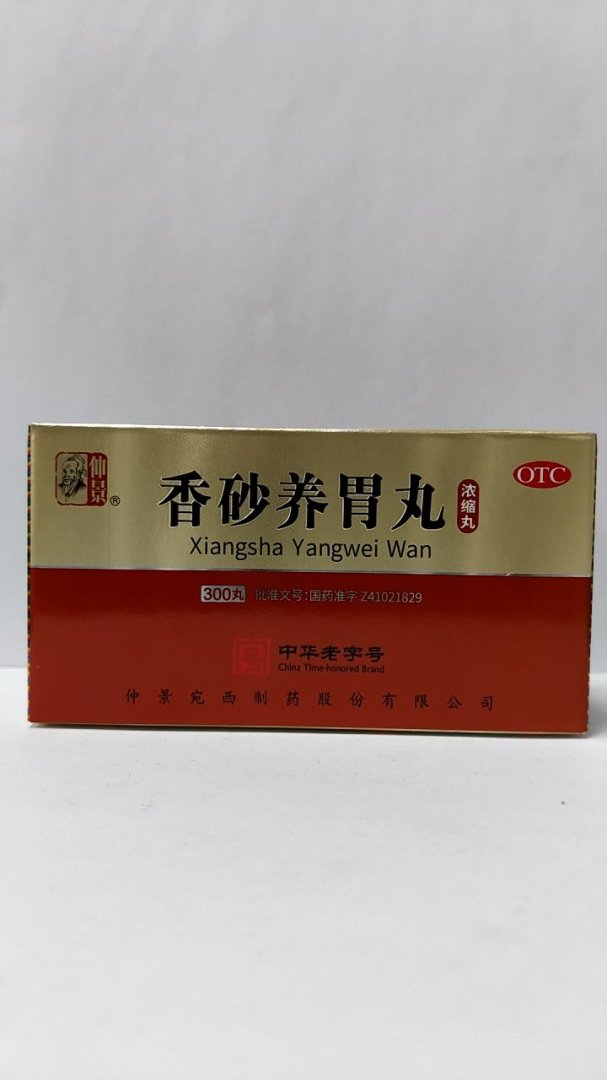 仲景®
香砂养胃丸 浓缩丸 OTC
Xiangsha Yangwei Wan
300丸 批准文号:国药准字 Z41021829
中华老字号
China Time-honored Brand
仲景宛西制药股份有限公司